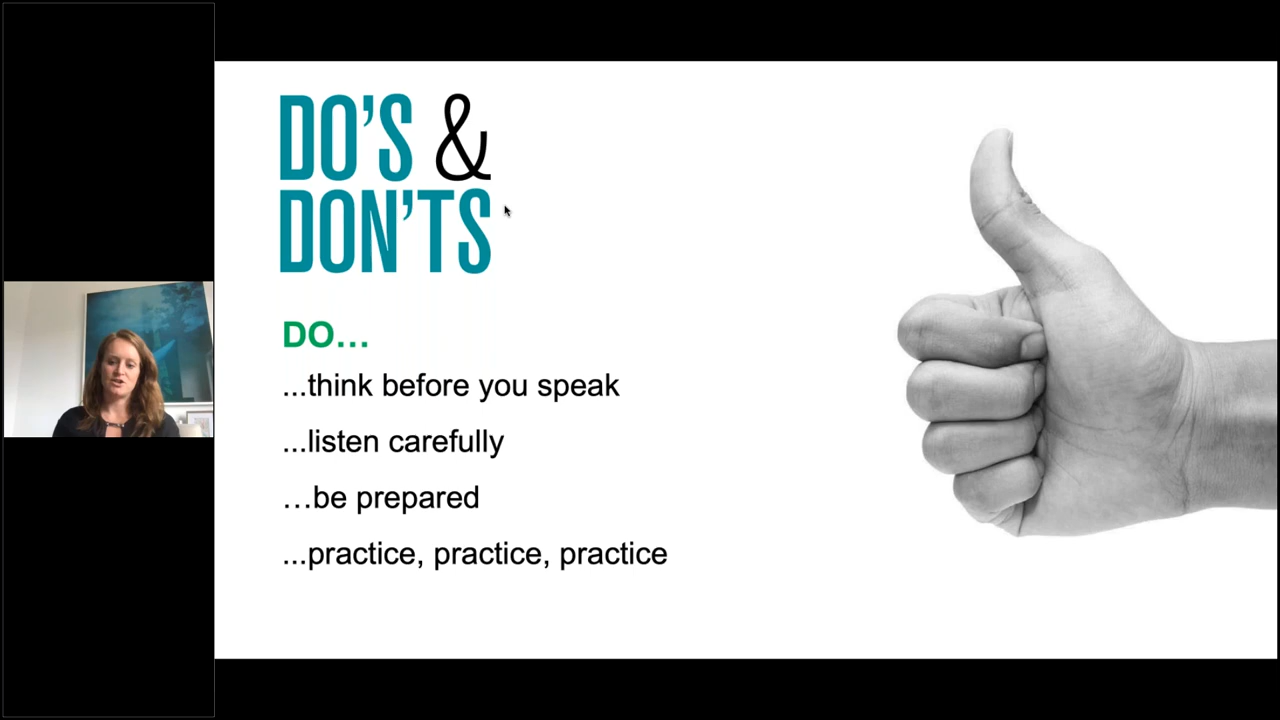 DO'S &
DON'TS
DO…
...think before you speak
...listen carefully
…be prepared
...practice, practice, practice